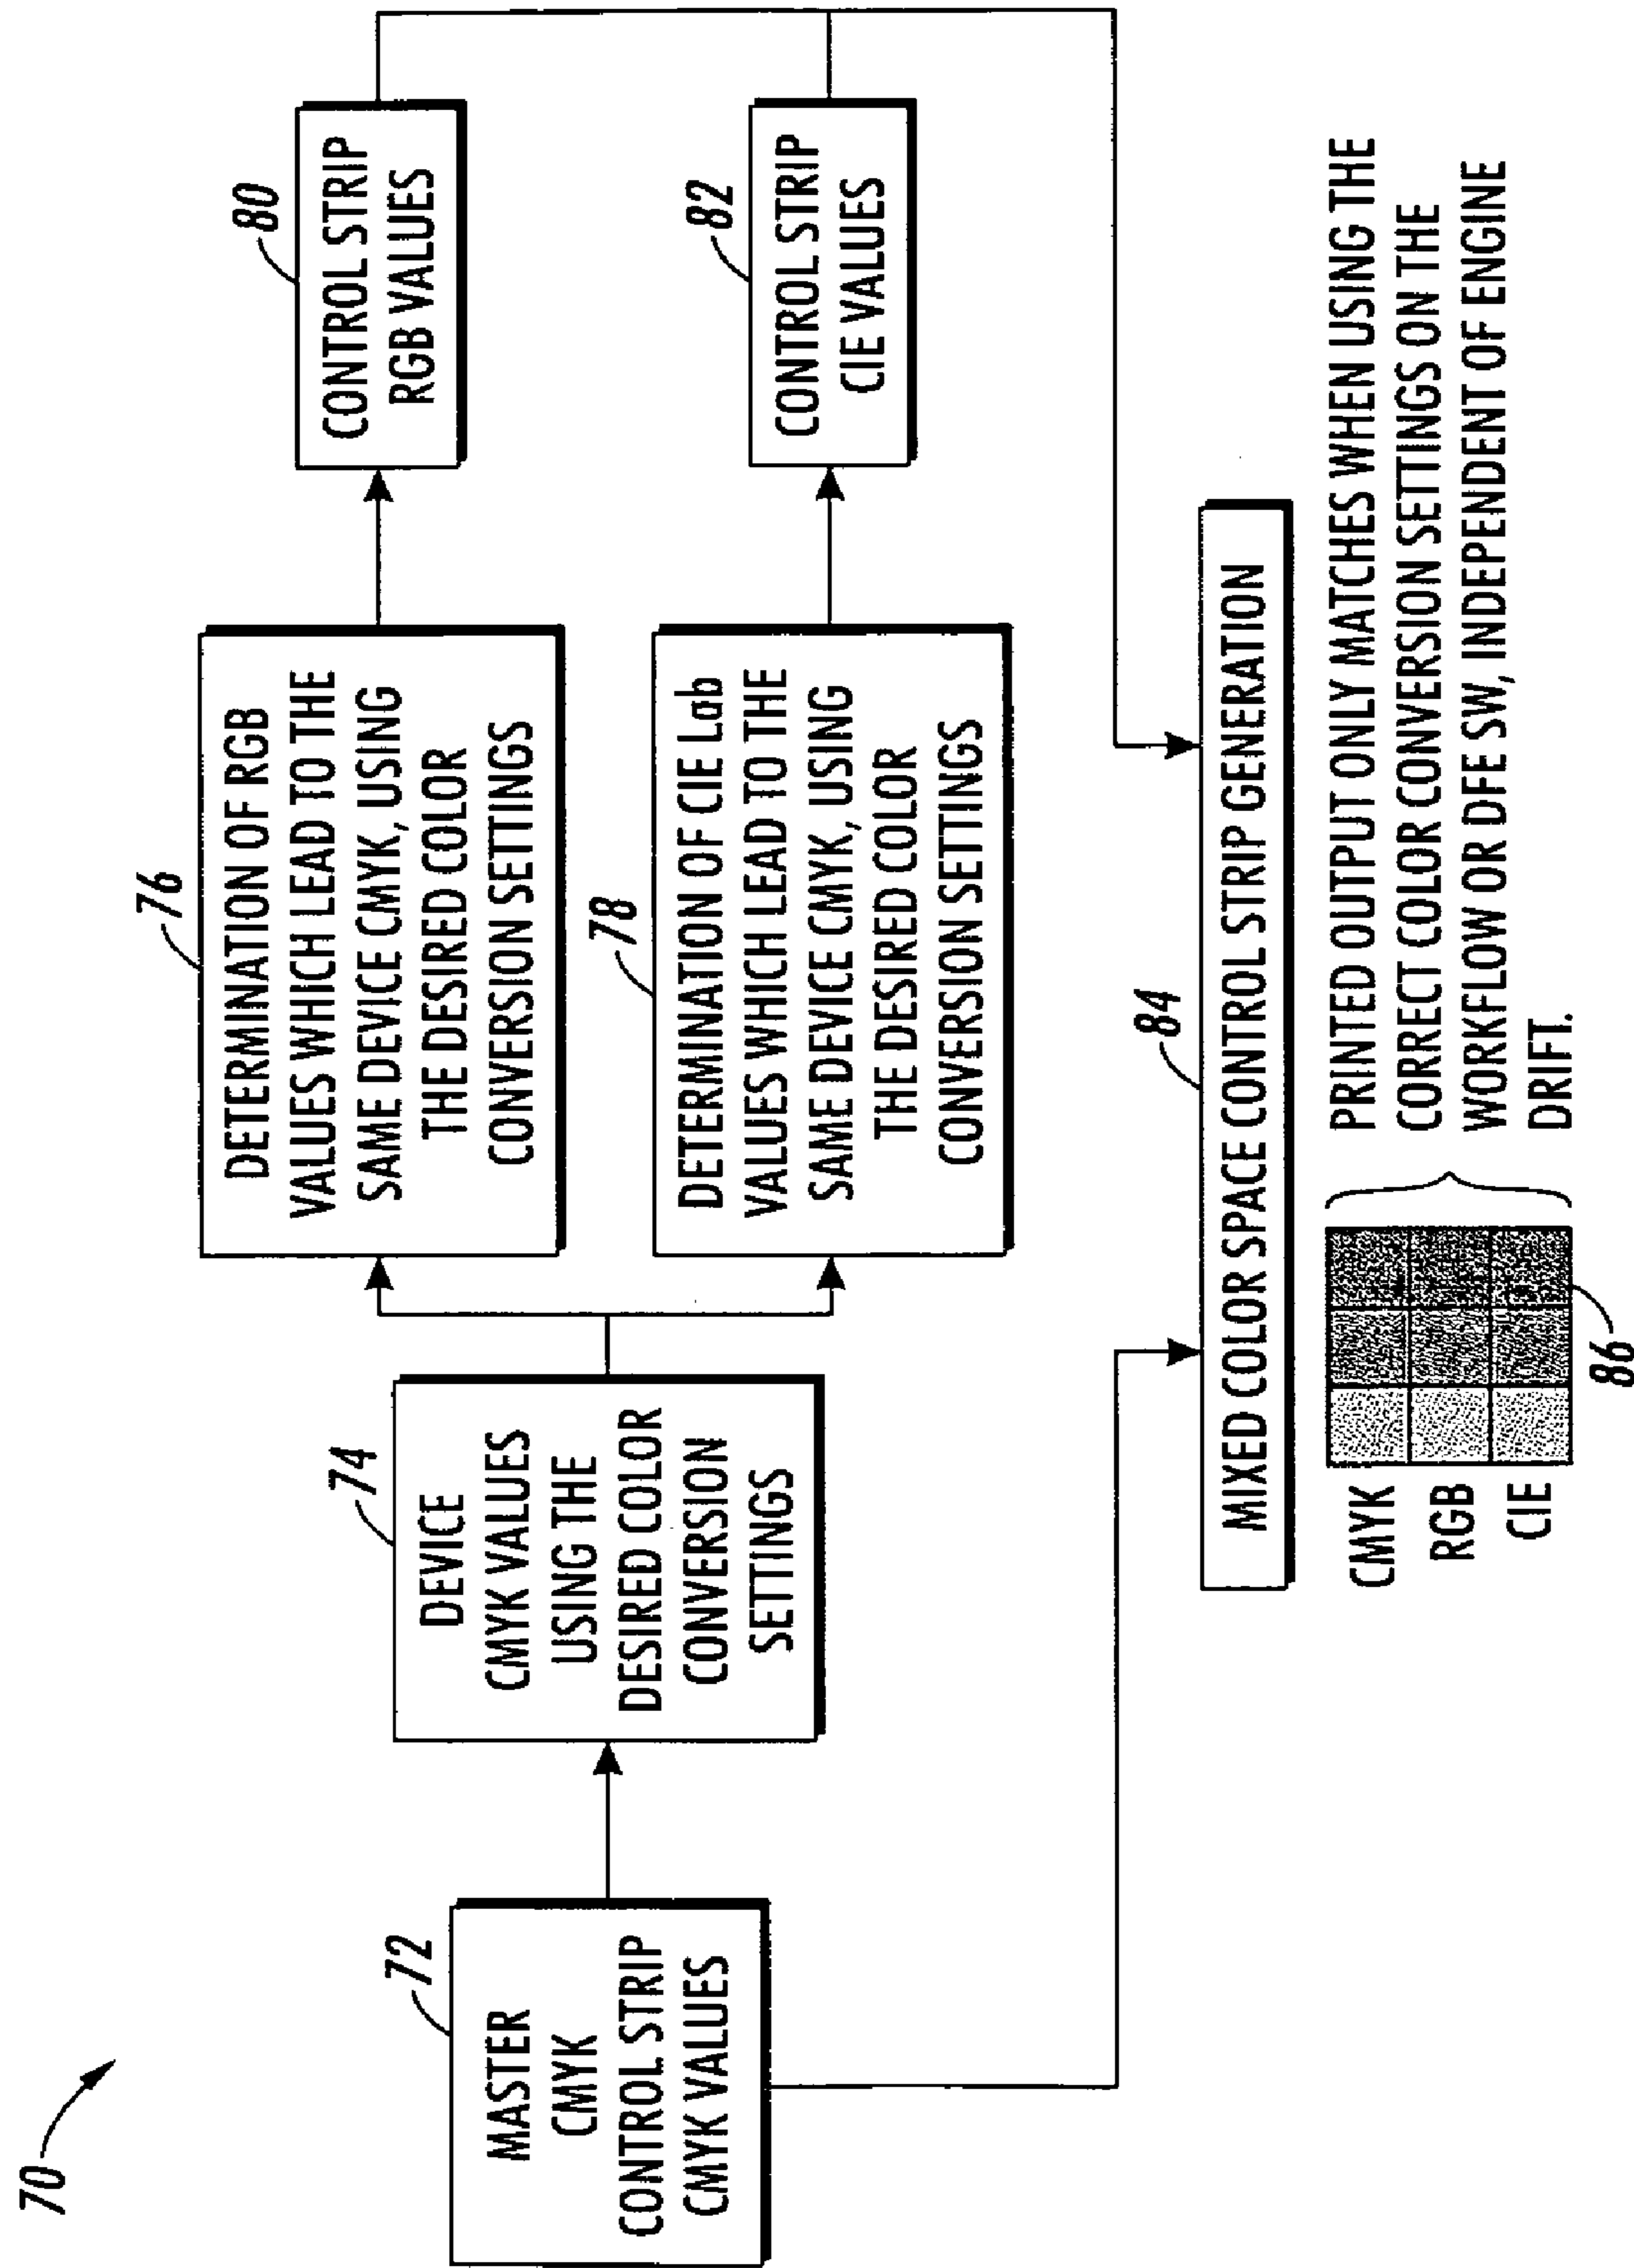 70
72
MASTER
CMYK
CONTROL STRIP
CMYK VALUES
74
DEVICE
CMYK VALUES
USING THE
DESIRED COLOR
CONVERSION
SETTINGS
76
DETERMINATION OF RGB
VALUES WHICH LEAD TO THE
SAME DEVICE CMYK, USING
THE DESIRED COLOR
CONVERSION SETTINGS
78
DETERMINATION OF CIE Lab
VALUES WHICH LEAD TO THE
SAME DEVICE CMYK, USING
THE DESIRED COLOR
CONVERSION SETTINGS
80
CONTROL STRIP
RGB VALUES
82
CONTROL STRIP
CIE VALUES
84
MIXED COLOR SPACE CONTROL STRIP GENERATION
CMYK
RGB
CIE
86
PRINTED OUTPUT ONLY MATCHES WHEN USING THE
CORRECT COLOR CONVERSION SETTINGS ON THE
WORKFLOW OR DFE SW, INDEPENDENT OF ENGINE
DRIFT.